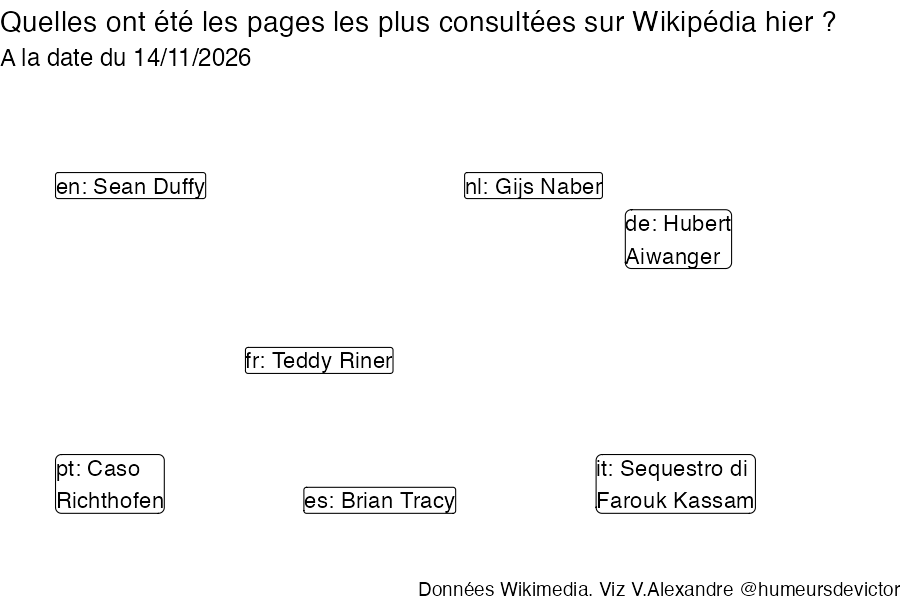 Quelles ont été les pages les plus consultées sur Wikipédia hier ?
A la date du 14/11/2026
en: Sean Duffy
nl: Gijs Naber
de: Hubert
Aiwanger
fr: Teddy Riner
pt: Caso
Richthofen
es: Brian Tracy
it: Sequestro di
Farouk Kassam
Données Wikimedia. Viz V.Alexandre @humeursdevictor